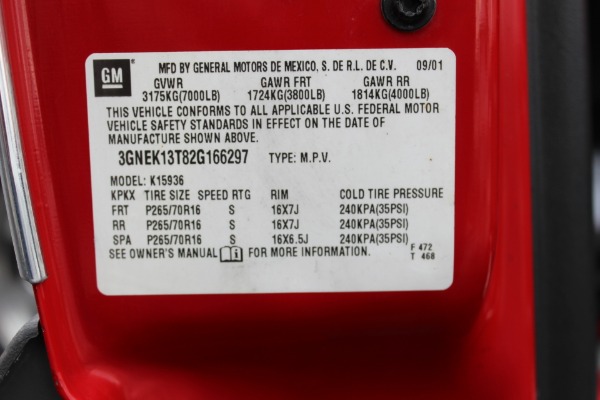 GM
MFD BY GENERAL MOTORS DE MEXICO, S. DE R.L. DE C.V. 09/01
GVWR GAWR FRT GAWR RR
3175KG(7000LB) 1724KG(3800LB) 1814KG(4000LB)
THIS VEHICLE CONFORMS TO ALL APPLICABLE U.S. FEDERAL MOTOR
VEHICLE SAFETY STANDARDS IN EFFECT ON THE DATE OF
MANUFACTURE SHOWN ABOVE.
3GNEK13T82G166297 TYPE: M.P.V.
MODEL: K15936
KPKX TIRE SIZE SPEED RTG RIM COLD TIRE PRESSURE
FRT P265/70R16 S 16X7J 240KPA(35PSI)
RR P265/70R16 S 16X7J 240KPA(35PSI)
SPA P265/70R16 S 16X6.5J 240KPA(35PSI)
SEE OWNER'S MANUAL FOR MORE INFORMATION.
F 472
T 468